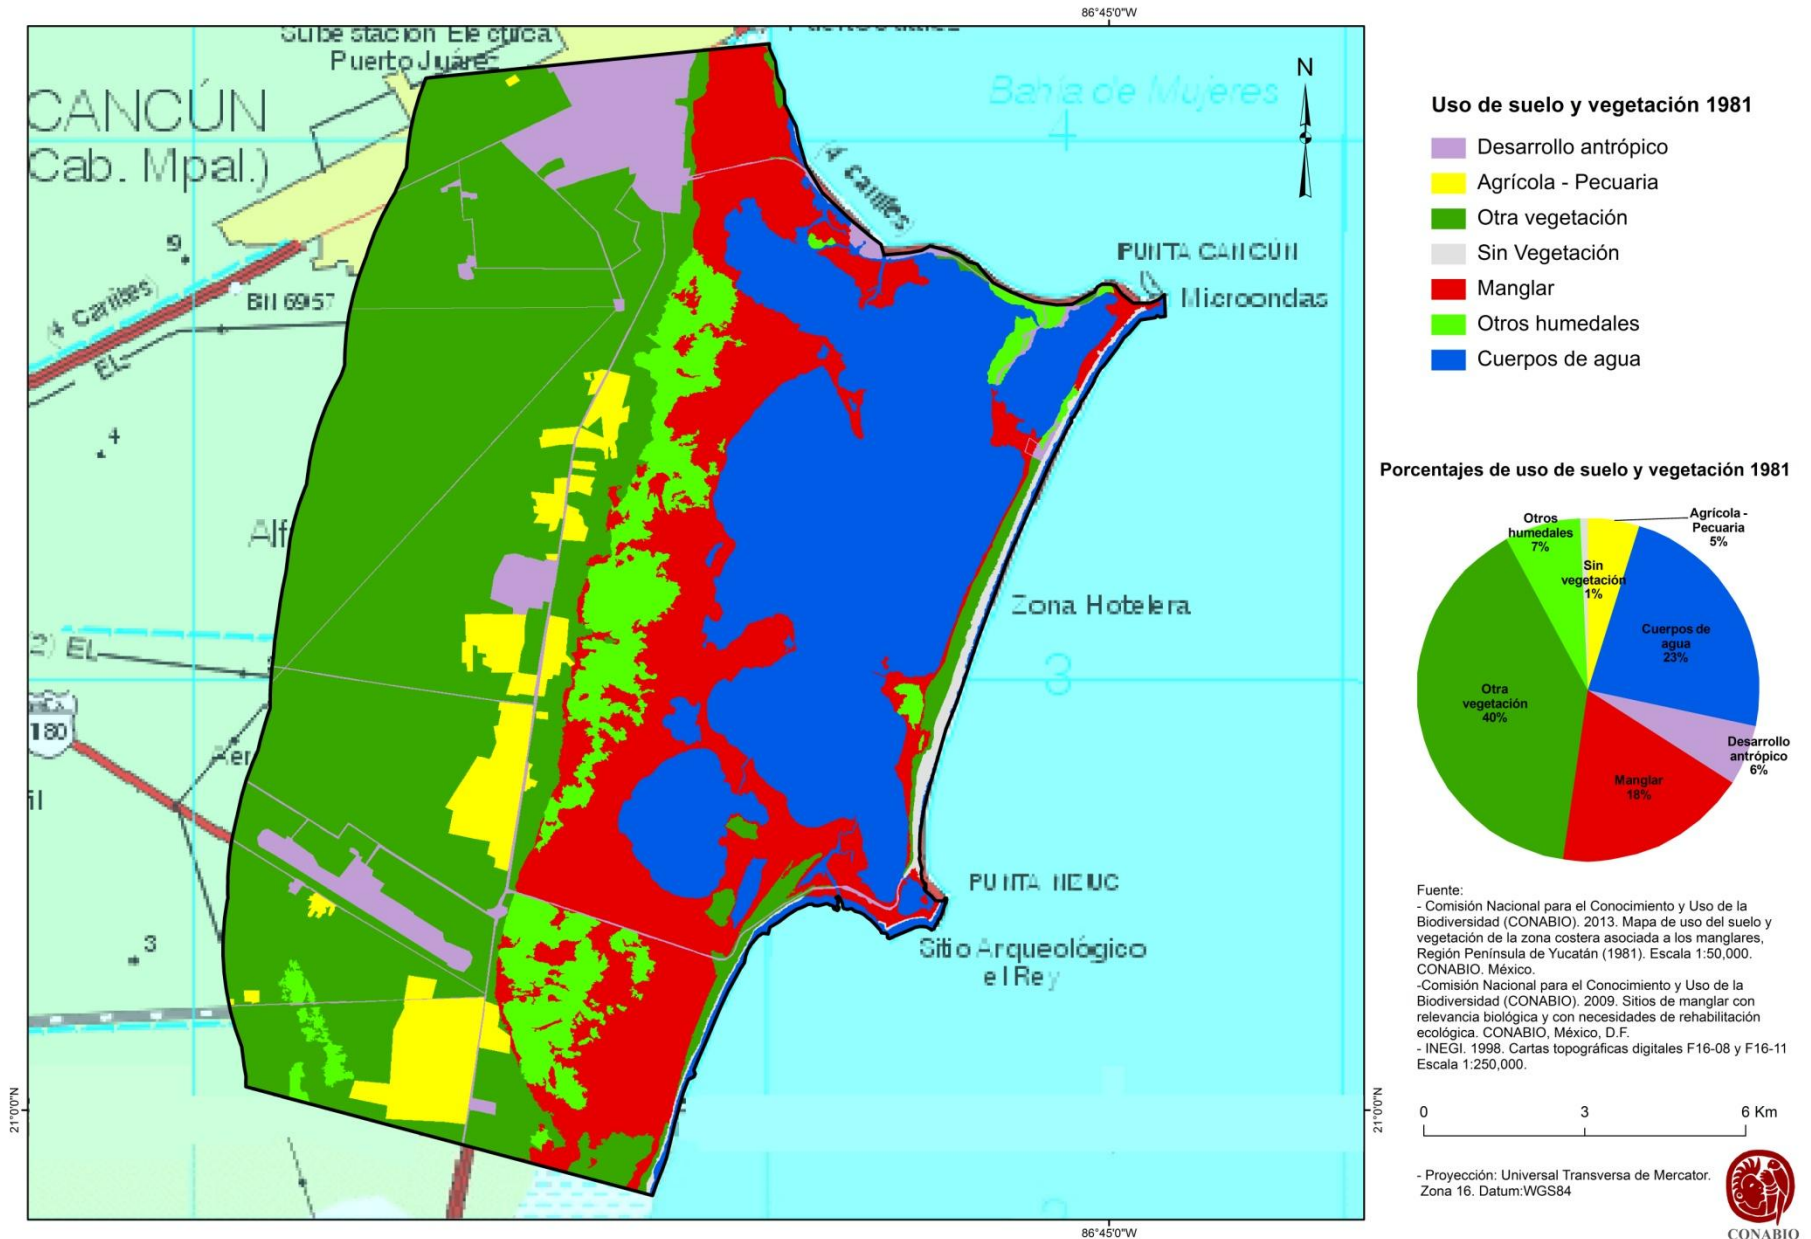 86°45'0"W
Subestación Eléctrica
Puerto Juárez
CANCÚN
(Cab. Mpal.)
Bahía de Mujeres
N
4
(4 carriles)
9
PUNTA CANCÚN
Microondas
BM 6957
(4 carriles)
EL
4
Alf
Zona Hotelera
(2) EL
3
180
Aer
il
PUNTA NIZUC
Sitio Arqueológico
el Rey
3
21°0'0"N
21°0'0"N
86°45'0"W
Uso de suelo y vegetación 1981
Desarrollo antrópico
Agrícola - Pecuaria
Otra vegetación
Sin Vegetación
Manglar
Otros humedales
Cuerpos de agua
Porcentajes de uso de suelo y vegetación 1981
Otros
humedales
7%
Agrícola -
Pecuaria
5%
Sin
vegetación
1%
Cuerpos de
agua
23%
Otra
vegetación
40%
Desarrollo
antrópico
6%
Manglar
18%
Fuente:
- Comisión Nacional para el Conocimiento y Uso de la
Biodiversidad (CONABIO). 2013. Mapa de uso del suelo y
vegetación de la zona costera asociada a los manglares,
Región Península de Yucatán (1981). Escala 1:50,000.
CONABIO. México.
-Comisión Nacional para el Conocimiento y Uso de la
Biodiversidad (CONABIO). 2009. Sitios de manglar con
relevancia biológica y con necesidades de rehabilitación
ecológica. CONABIO, México, D.F.
- INEGI. 1998. Cartas topográficas digitales F16-08 y F16-11
Escala 1:250,000.
0 3 6 Km
- Proyección: Universal Transversa de Mercator.
Zona 16. Datum:WGS84
CONABIO